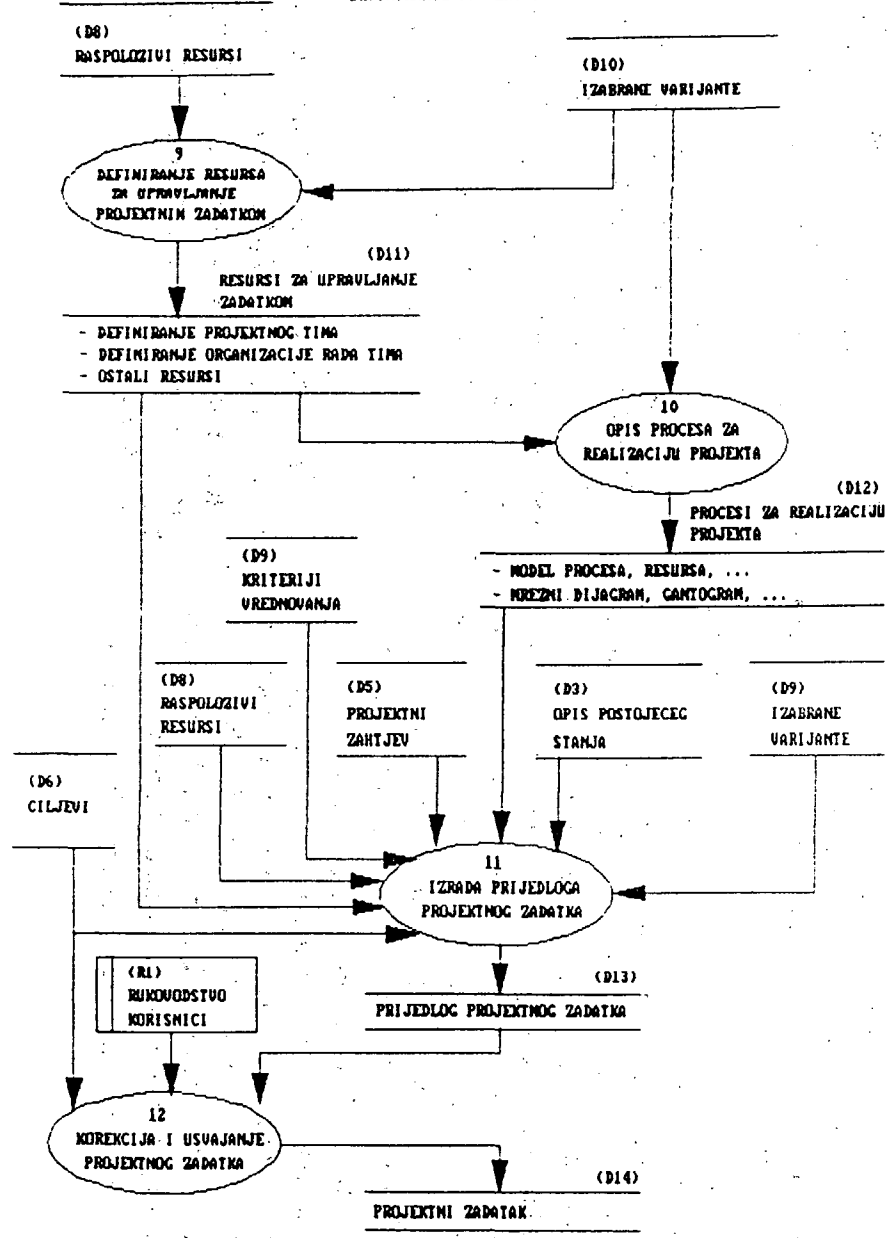 (D8)
RASPOLOZIVI RESURSI
(D10)
IZABRANE VARIJANTE
9
DEFINIRANJE RESURSA
ZA UPRAVLJANJE
PROJEKTNIM ZADATKOM
(D11)
RESURSI ZA UPRAVLJANJE
ZADATKOM
- DEFINIRANJE PROJEKTNOG TIMA
- DEFINIRANJE ORGANIZACIJE RADA TIMA
- OSTALI RESURSI
10
OPIS PROCESA ZA
REALIZACIJU PROJEKTA
(D12)
PROCESI ZA REALIZACIJU
PROJEKTA
- MODEL PROCESA, RESURSA, ...
- MREZNI DIJAGRAM, GANTOGRAM, ...
(D9)
KRITERIJI
VREDNOVANJA
(D8)
RASPOLOZIVI
RESURSI
(D5)
PROJEKTNI
ZAHTJEV
(D3)
OPIS POSTOJECEG
STANJA
(D9)
IZABRANE
VARIJANTE
(D6)
CILJEVI
11
IZRADA PRIJEDLOGA
PROJEKTNOG ZADATKA
(R1)
RUKOVODSTVO
KORISNICI
(D13)
PRIJEDLOG PROJEKTNOG ZADATKA
12
KOREKCIJA I USVAJANJE
PROJEKTNOG ZADATKA
(D14)
PROJEKTNI ZADATAK